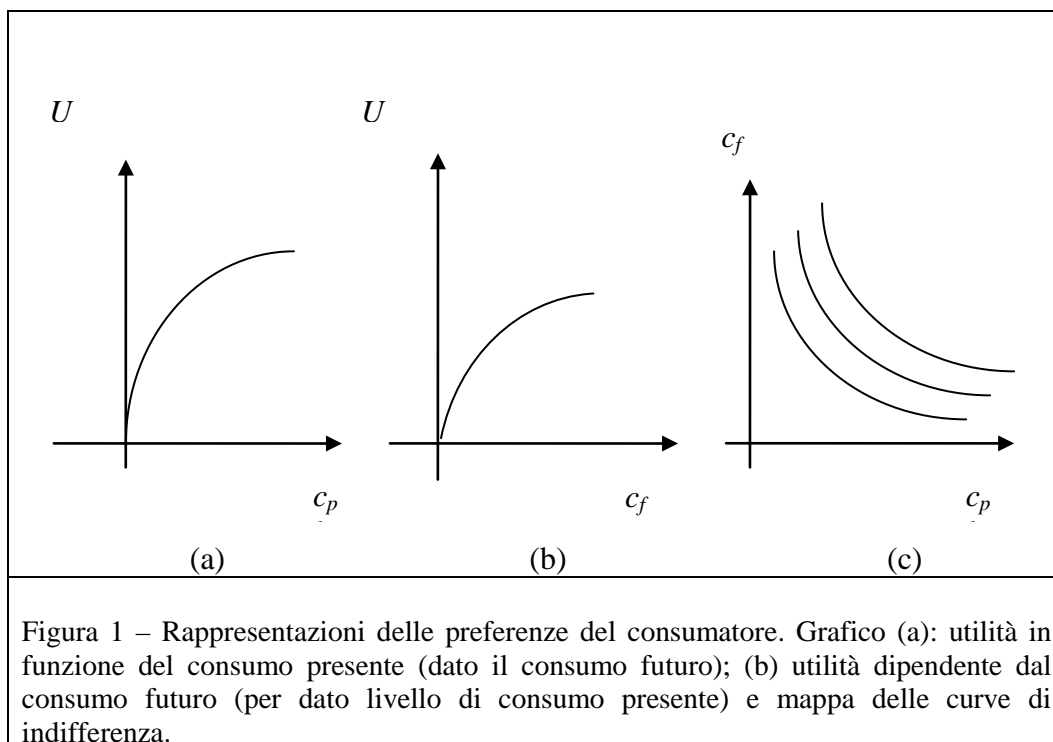 U
U
c_f
c_p
c_f
c_p
(a)
(b)
(c)
Figura 1 – Rappresentazioni delle preferenze del consumatore. Grafico (a): utilità in
funzione del consumo presente (dato il consumo futuro); (b) utilità dipendente dal
consumo futuro (per dato livello di consumo presente) e mappa delle curve di
indifferenza.